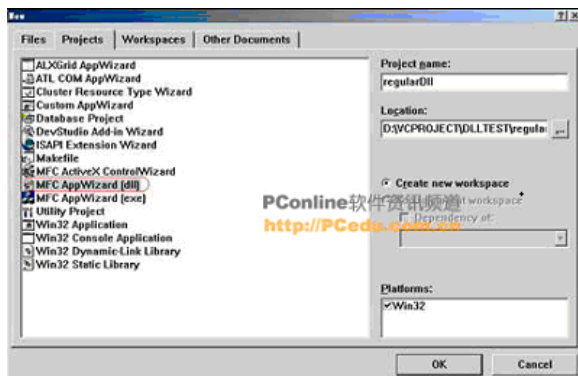 New
Files Projects Workspaces Other Documents
ALXGrid AppWizard
ATL COM AppWizard
Cluster Resource Type Wizard
Custom AppWizard
Database Project
DevStudio Add-in Wizard
ISAPI Extension Wizard
Makefile
MFC ActiveX ControlWizard
MFC AppWizard (dll)
MFC AppWizard (exe)
Utility Project
Win32 Application
Win32 Console Application
Win32 Dynamic-Link Library
Win32 Static Library
Project name:
regularDll
Location:
D:\VCPROJECT\DLLTEST\regula
...
Create new workspace
workspace
Dependency of:
PConline软件资讯频道
http://PCedu.com.cn
Platforms:
Win32
OK Cancel